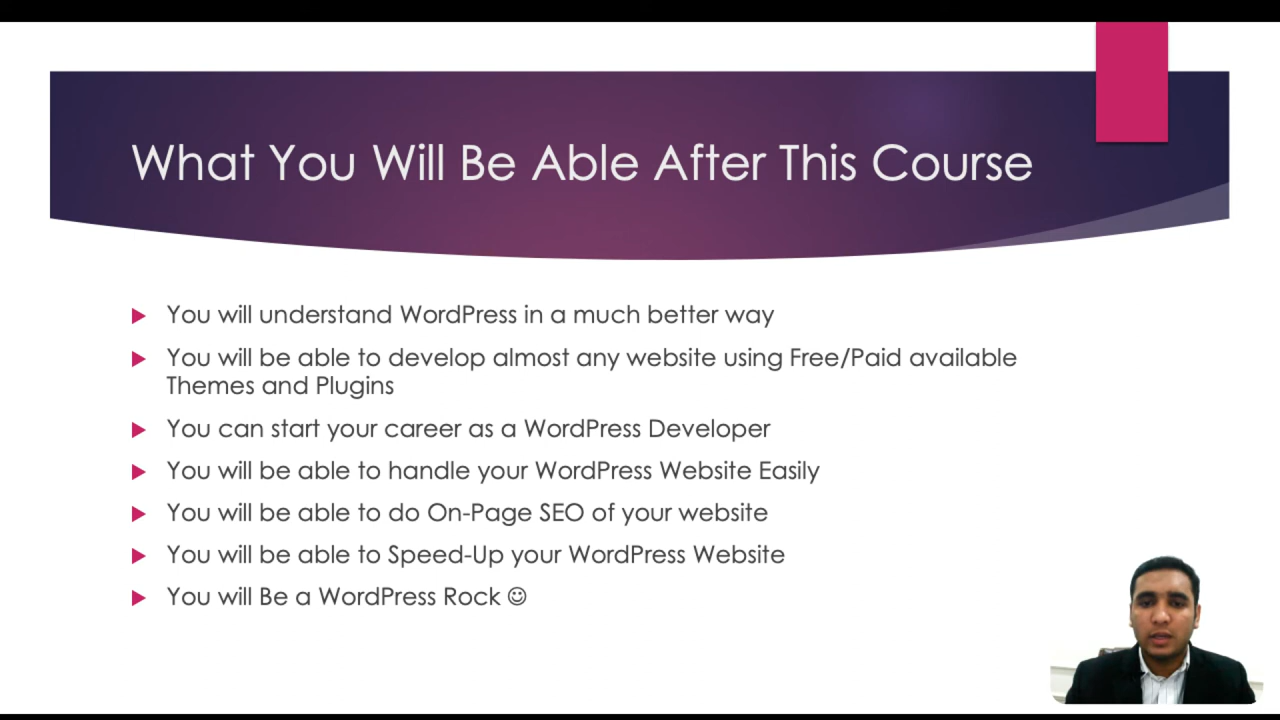 What You Will Be Able After This Course
You will understand WordPress in a much better way
You will be able to develop almost any website using Free/Paid available
Themes and Plugins
You can start your career as a WordPress Developer
You will be able to handle your WordPress Website Easily
You will be able to do On-Page SEO of your website
You will be able to Speed-Up your WordPress Website
You will Be a WordPress Rock ☺